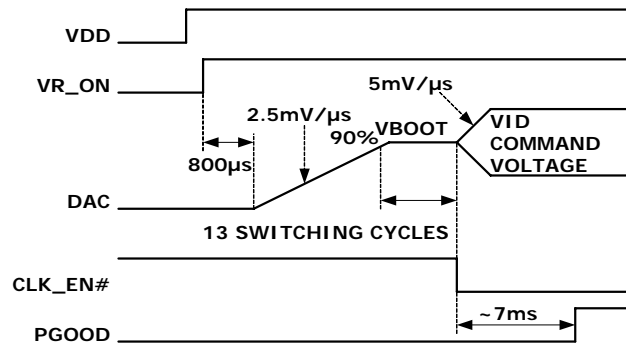 VDD
VR_ON
5mV/µs
2.5mV/µs
90%
VBOOT
VID
COMMAND
VOLTAGE
800µs
DAC
13 SWITCHING CYCLES
CLK_EN#
~7ms
PGOOD